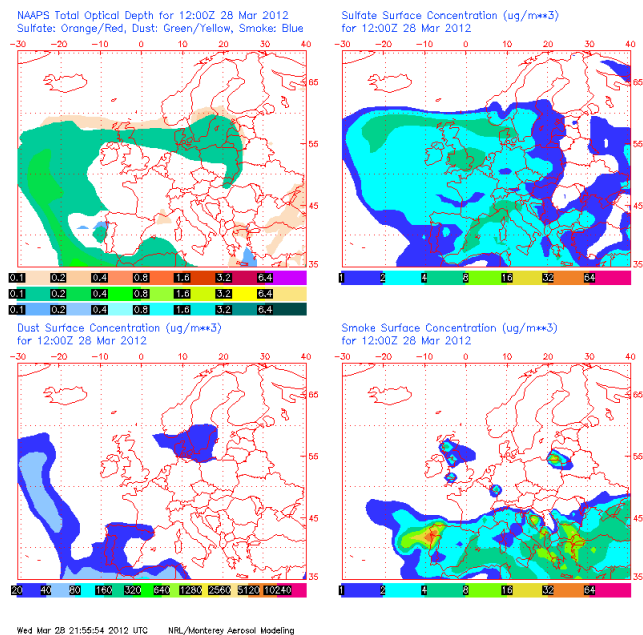 NAAPS Total Optical Depth for 12:00Z 28 Mar 2012
Sulfate: Orange/Red, Dust: Green/Yellow, Smoke: Blue
-30 -20 -10 0 10 20 30 40
65
55
45
35
0.1 0.2 0.4 0.8 1.6 3.2 6.4
0.1 0.2 0.4 0.8 1.6 3.2 6.4
0.1 0.2 0.4 0.8 1.6 3.2 6.4
Sulfate Surface Concentration (ug/m**3)
for 12:00Z 28 Mar 2012
-30 -20 -10 0 10 20 30 40
65
55
45
35
1 2 4 8 16 32 64
Dust Surface Concentration (ug/m**3)
for 12:00Z 28 Mar 2012
-30 -20 -10 0 10 20 30 40
65
55
45
35
20 40 80 160 320 640 1280 2560 5120 10240
Smoke Surface Concentration (ug/m**3)
for 12:00Z 28 Mar 2012
-30 -20 -10 0 10 20 30 40
65
55
45
35
1 2 4 8 16 32 64
Wed Mar 28 21:55:54 2012 UTC NRL/Monterey Aerosol Modeling